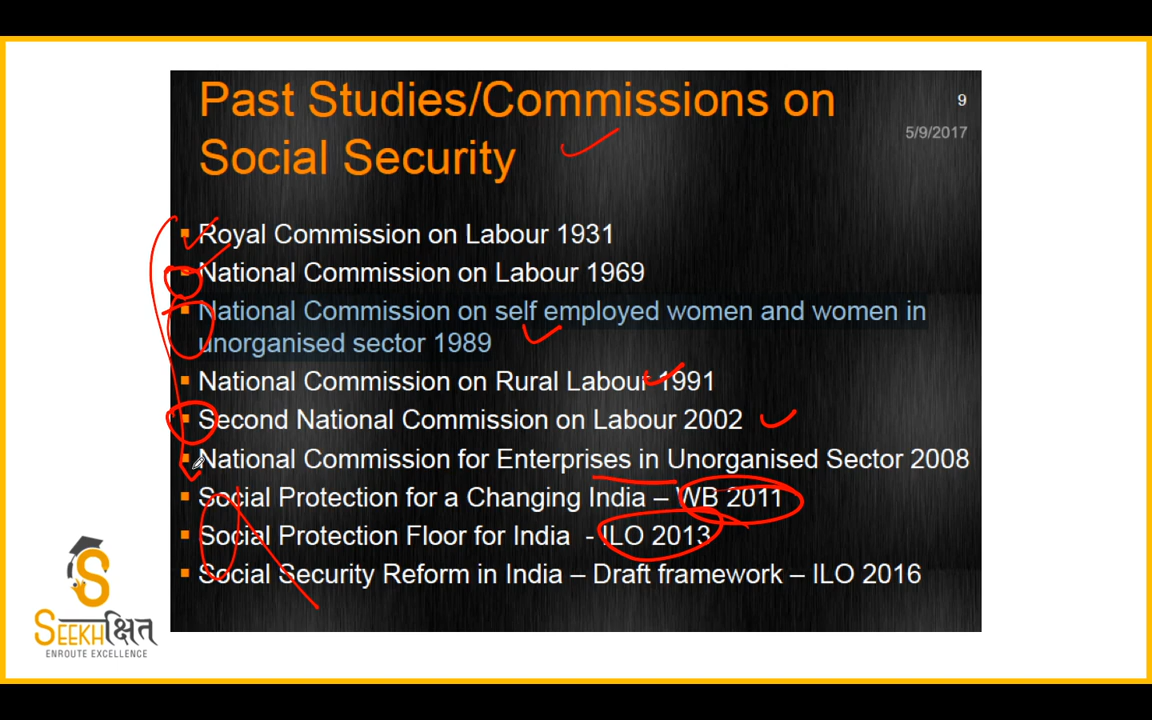 Past Studies/Commissions on
Social Security
9
5/9/2017
Royal Commission on Labour 1931
National Commission on Labour 1969
National Commission on self employed women and women in
unorganised sector 1989
National Commission on Rural Labour 1991
Second National Commission on Labour 2002
National Commission for Enterprises in Unorganised Sector 2008
Social Protection for a Changing India – WB 2011
Social Protection Floor for India - ILO 2013
Social Security Reform in India – Draft framework – ILO 2016
SEEKHक्षित
ENROUTE EXCELLENCE